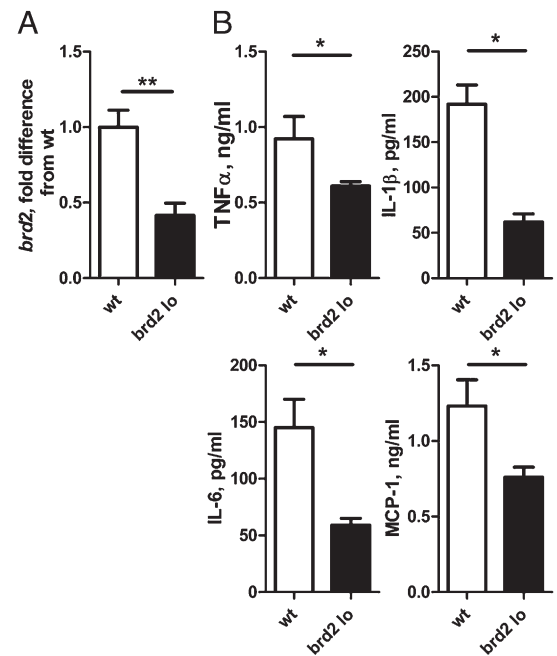 A
B
brd2, fold difference
from wt
1.5
1.0
0.5
0.0
**
wt
brd2 lo
TNFα, ng/ml
1.5
1.0
0.5
0.0
*
wt
brd2 lo
IL-1β, pg/ml
250
200
150
100
50
0
*
wt
brd2 lo
IL-6, pg/ml
200
150
100
50
0
*
wt
brd2 lo
MCP-1, ng/ml
1.5
1.0
0.5
0.0
*
wt
brd2 lo